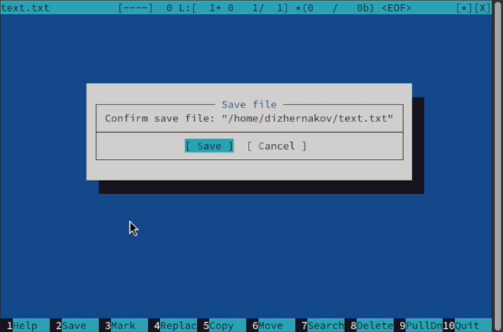 text.txt [----] 0 L:[ 1+ 0 1/ 1] *(0 / 0b) <EOF> [*][X]
Save file
Confirm save file: "/home/dizhernakov/text.txt"
[ Save ] [ Cancel ]
1Help 2Save 3Mark 4Replac 5Copy 6Move 7Search 8Delete 9PullDn 10Quit